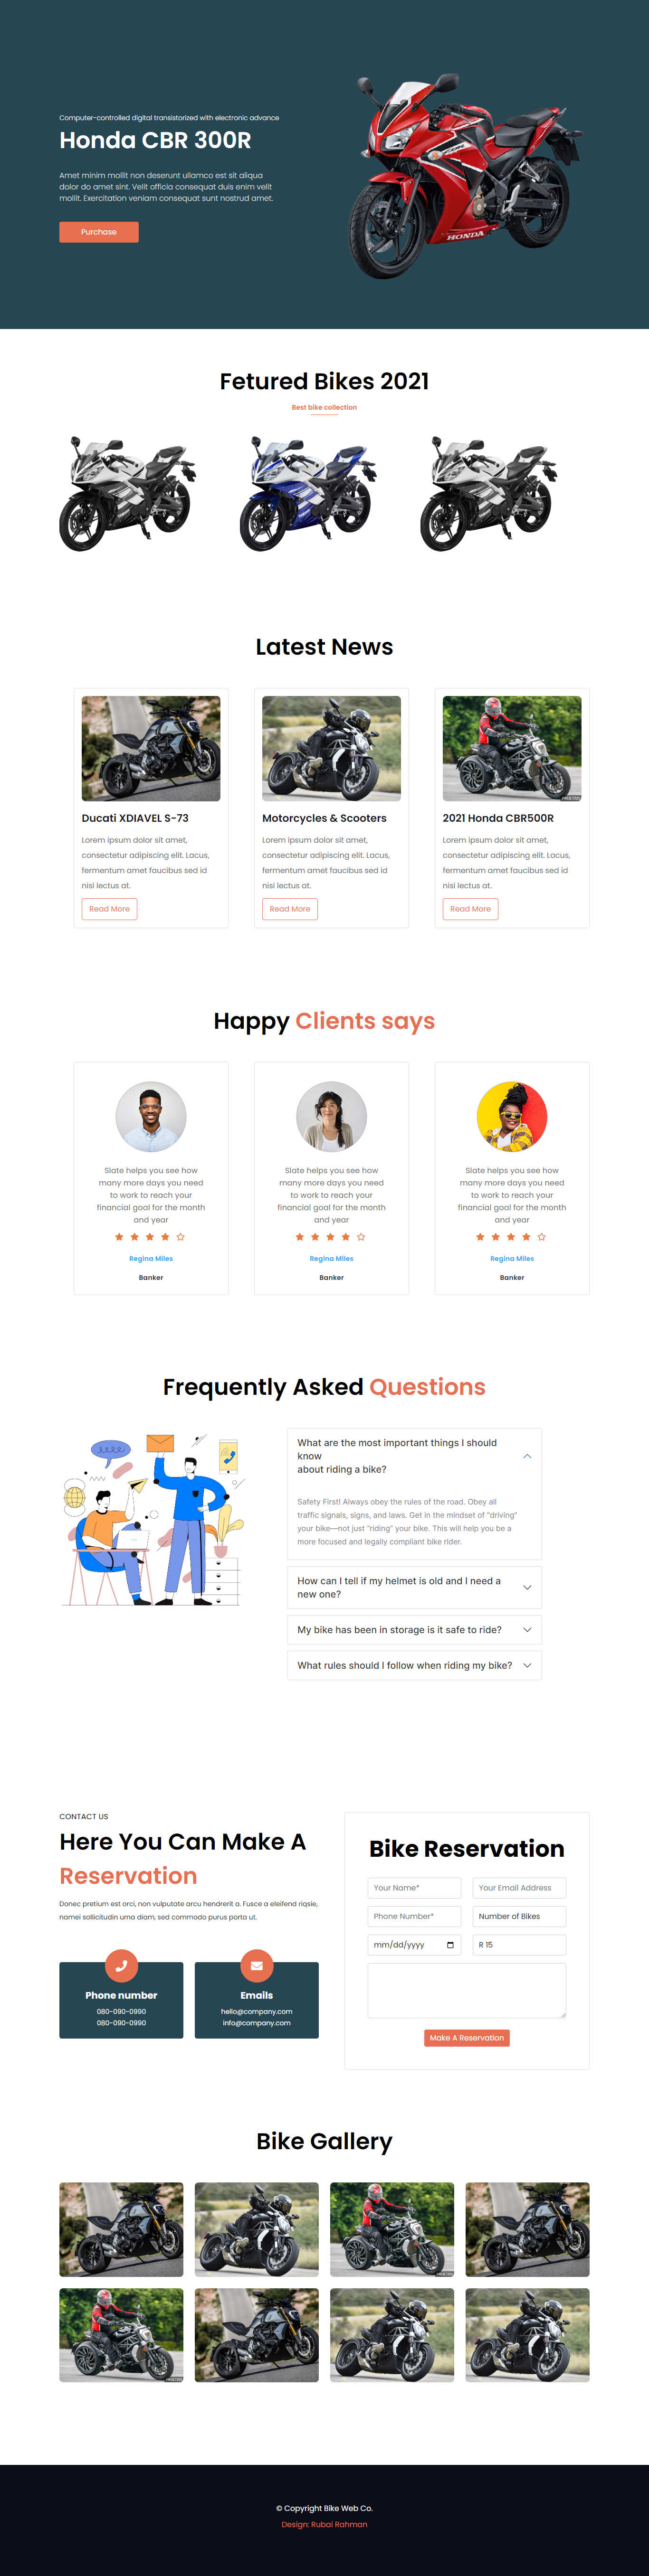 Computer-controlled digital transistorized with electronic advance
Honda CBR 300R
Amet minim mollit non deserunt ullamco est sit aliqua
dolor do amet sint. Velit officia consequat duis enim velit
mollit. Exercitation veniam consequat sunt nostrud amet.
Purchase
CBR
HONDA
Fetured Bikes 2021
Best bike collection
Latest News
Ducati XDIAVEL S-73
Lorem ipsum dolor sit amet,
consectetur adipiscing elit. Lacus,
fermentum amet faucibus sed id
nisi lectus at.
Read More
Motorcycles & Scooters
Lorem ipsum dolor sit amet,
consectetur adipiscing elit. Lacus,
fermentum amet faucibus sed id
nisi lectus at.
Read More
2021 Honda CBR500R
Lorem ipsum dolor sit amet,
consectetur adipiscing elit. Lacus,
fermentum amet faucibus sed id
nisi lectus at.
Read More
Happy Clients says
Slate helps you see how
many more days you need
to work to reach your
financial goal for the month
and year
Regina Miles
Banker
Slate helps you see how
many more days you need
to work to reach your
financial goal for the month
and year
Regina Miles
Banker
Slate helps you see how
many more days you need
to work to reach your
financial goal for the month
and year
Regina Miles
Banker
Frequently Asked Questions
What are the most important things I should
know
about riding a bike?
Safety First! Always obey the rules of the road. Obey all
traffic signals, signs, and laws. Get in the mindset of "driving"
your bike—not just "riding" your bike. This will help you be a
more focused and legally compliant bike rider.
How can I tell if my helmet is old and I need a
new one?
My bike has been in storage is it safe to ride?
What rules should I follow when riding my bike?
CONTACT US
Here You Can Make A
Reservation
Donec pretium est orci, non vulputate arcu hendrerit a. Fusce a eleifend riqsie,
namei sollicitudin urna diam, sed commodo purus porta ut.
Phone number
080-090-0990
080-090-0990
Emails
hello@company.com
info@company.com
Bike Reservation
Your Name*
Your Email Address
Phone Number*
Number of Bikes
mm/dd/yyyy
R 15
Make A Reservation
Bike Gallery
© Copyright Bike Web Co.
Design: Rubai Rahman